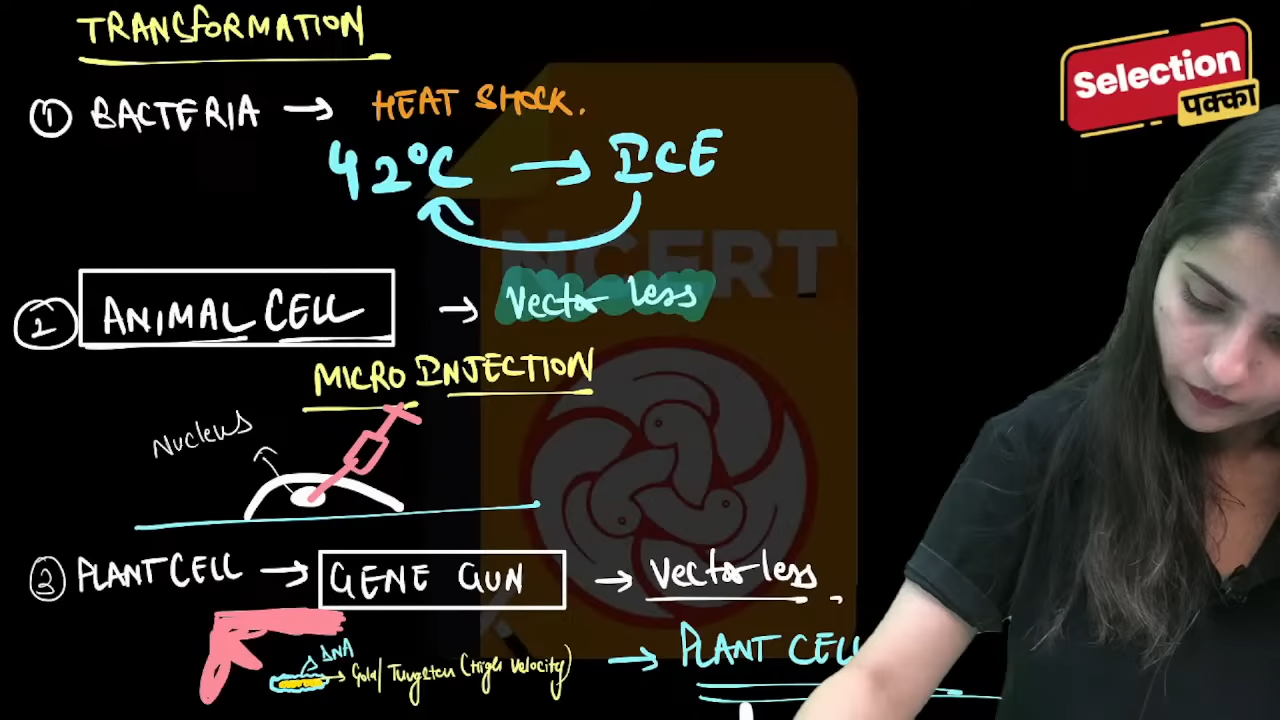 TRANSFORMATION
Selection
पक्का
① BACTERIA → HEAT SHOCK.
42°C → ICE
NCERT
② ANIMAL CELL → Vector less
MICRO INJECTION
Nucleus
③ PLANT CELL → GENE GUN → Vector less
DNA
→ Gold/ Tungsten (High Velocity) → PLANT CELL